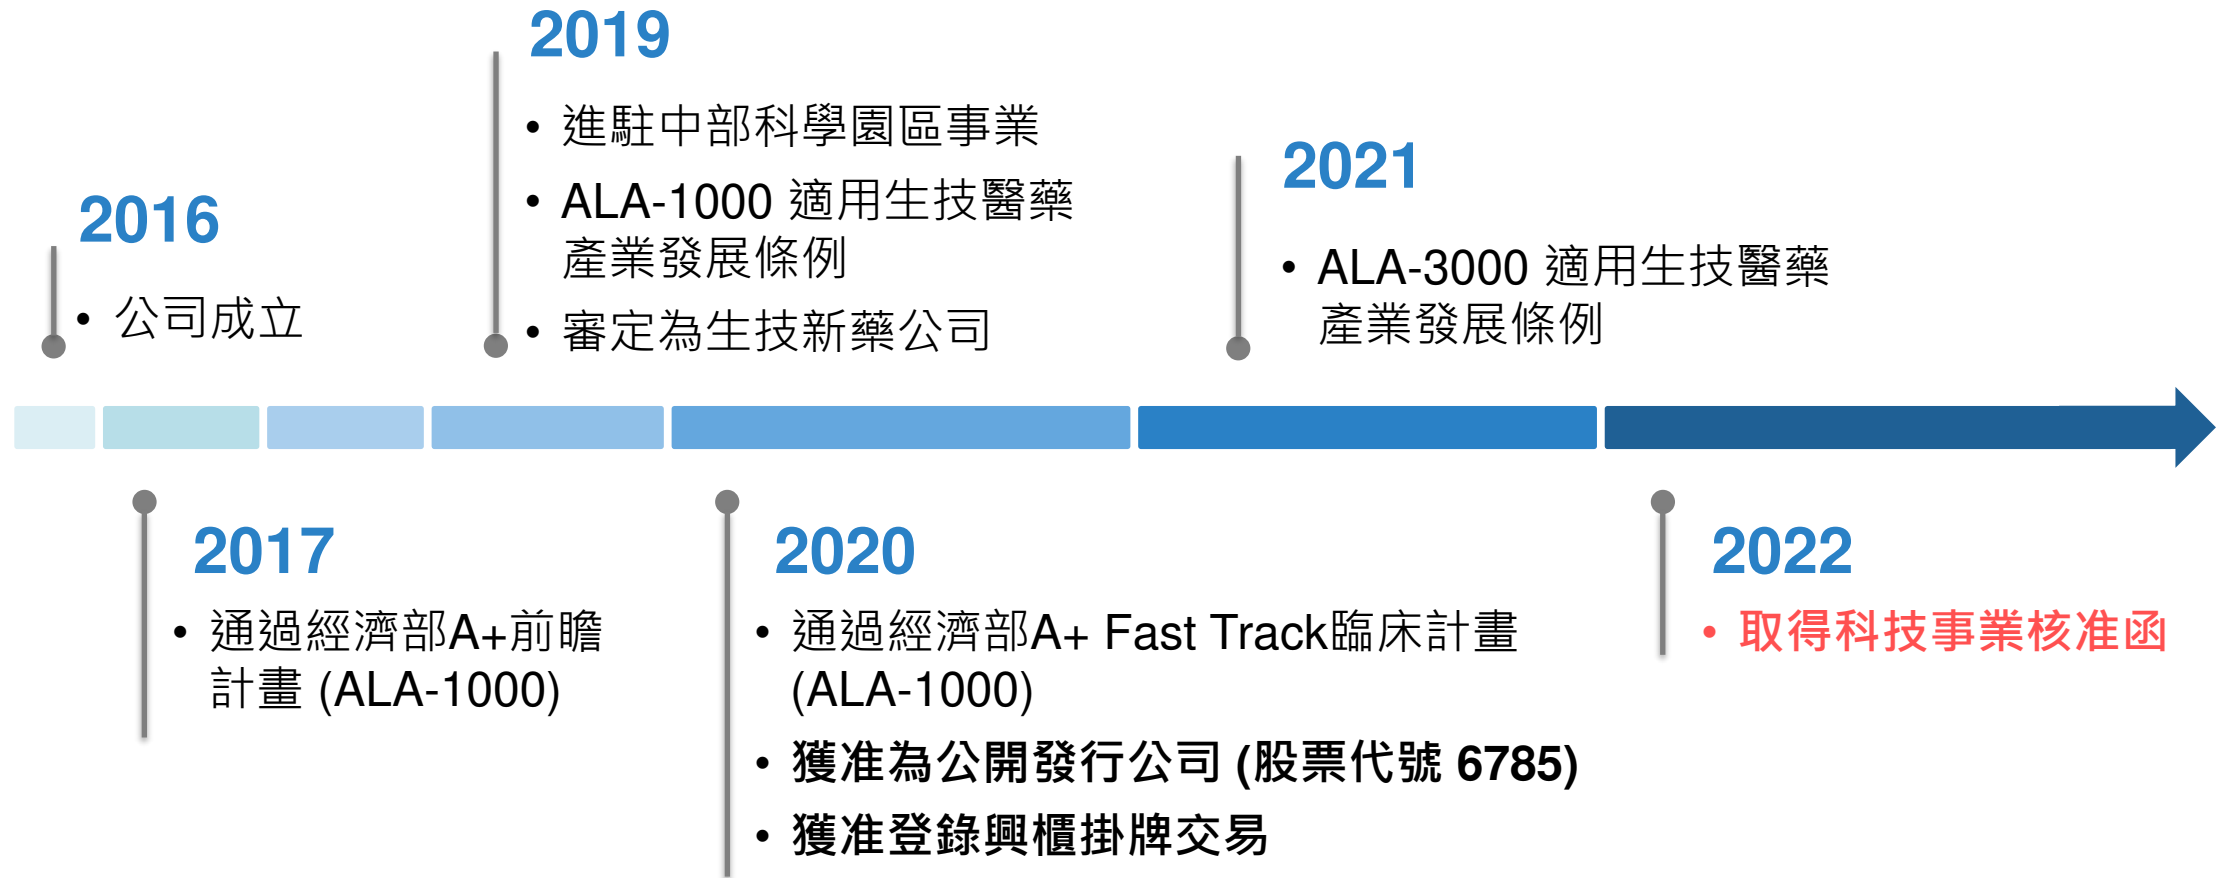 2016
• 公司成立
2019
• 進駐中部科學園區事業
• ALA-1000 適用生技醫藥
產業發展條例
• 審定為生技新藥公司
2021
• ALA-3000 適用生技醫藥
產業發展條例
2017
• 通過經濟部A+前瞻
計畫 (ALA-1000)
2020
• 通過經濟部A+ Fast Track臨床計畫
(ALA-1000)
• 獲准為公開發行公司 (股票代號 6785)
• 獲准登錄興櫃掛牌交易
2022
• 取得科技事業核准函